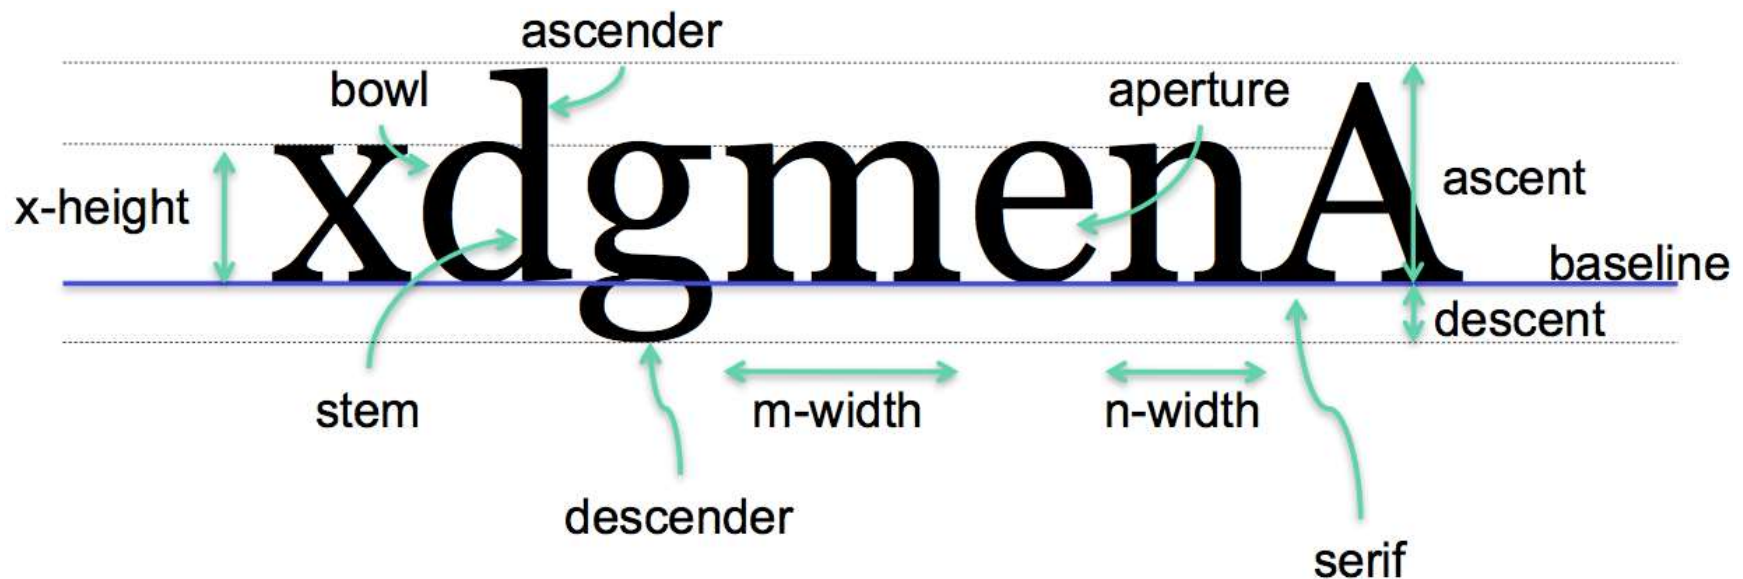 ascender
bowl
aperture
xdgmenA
x-height
ascent
baseline
descent
stem
m-width
n-width
descender
serif